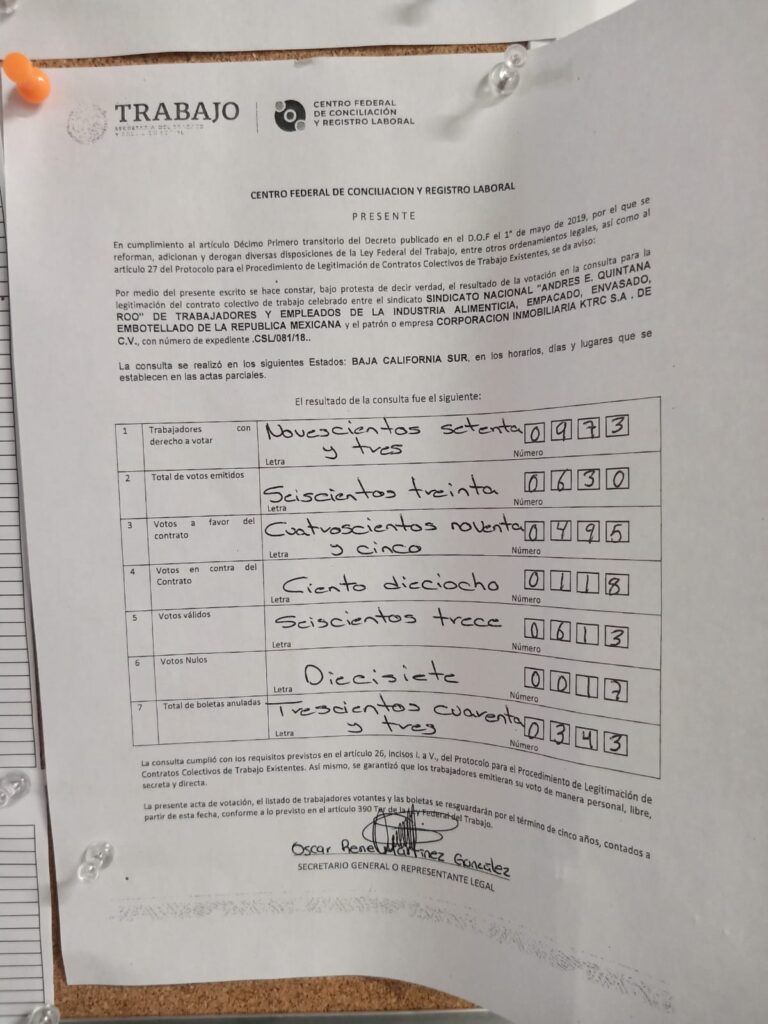 TRABAJO
SECRETARÍA DEL TRABAJO
Y PREVISIÓN SOCIAL
CENTRO FEDERAL
DE CONCILIACIÓN
Y REGISTRO LABORAL
CENTRO FEDERAL DE CONCILIACION Y REGISTRO LABORAL
PRESENTE
En cumplimiento al artículo Décimo Primero transitorio del Decreto publicado en el D.O.F el 1° de mayo de 2019, por el que se
reforman, adicionan y derogan diversas disposiciones de la Ley Federal del Trabajo, entre otros ordenamientos legales, así como al
artículo 27 del Protocolo para el Procedimiento de Legitimación de Contratos Colectivos de Trabajo Existentes, se da aviso:
Por medio del presente escrito se hace constar, bajo protesta de decir verdad, el resultado de la votación en la consulta para la
legitimación del contrato colectivo de trabajo celebrado entre el sindicato SINDICATO NACIONAL "ANDRES E. QUINTANA
ROO" DE TRABAJADORES Y EMPLEADOS DE LA INDUSTRIA ALIMENTICIA, EMPACADO, ENVASADO,
EMBOTELLADO DE LA REPUBLICA MEXICANA y el patrón o empresa CORPORACION INMOBILIARIA KTRC S.A . DE
C.V., con número de expediente .CSL/081/18..
La consulta se realizó en los siguientes Estados: BAJA CALIFORNIA SUR, en los horarios, días y lugares que se
establecen en las actas parciales.
El resultado de la consulta fue el siguiente:
1 Trabajadores con derecho a votar Novescientos setenta y tres Letra 0973 Número
2 Total de votos emitidos Seiscientos treinta Letra 0630 Número
3 Votos a favor del contrato Cuatroscientos noventa y cinco Letra 0495 Número
4 Votos en contra del Contrato Ciento dieciocho Letra 0118 Número
5 Votos válidos Seiscientos trece Letra 0613 Número
6 Votos Nulos Diecisiete Letra 0017 Número
7 Total de boletas anuladas Trescientos cuarenta y tres Letra 0343 Número
La consulta cumplió con los requisitos previstos en el artículo 26, incisos I. a V., del Protocolo para el Procedimiento de Legitimación de
Contratos Colectivos de Trabajo Existentes. Así mismo, se garantizó que los trabajadores emitieran su voto de manera personal, libre,
secreta y directa.
La presente acta de votación, el listado de trabajadores votantes y las boletas se resguardarán por el término de cinco años, contados a
partir de esta fecha, conforme a lo previsto en el artículo 390 Ter de la Ley Federal del Trabajo.
Oscar Rene Martinez Gonzalez
SECRETARIO GENERAL O REPRESENTANTE LEGAL